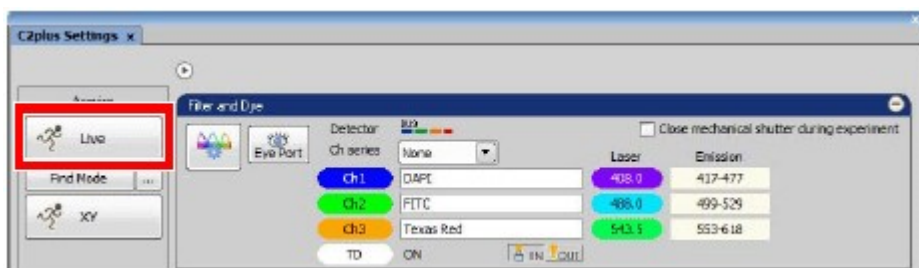 C2plus Settings x
Filter and Dye
Live
Eye Port
Detector
Close mechanical shutter during experiment
Ch series
None
Laser
Emission
Find Mode
...
Ch1
DAPI
408.0
417-477
Ch2
FITC
488.0
499-529
XY
Ch3
Texas Red
543.5
553-618
TD
ON
IN
OUT